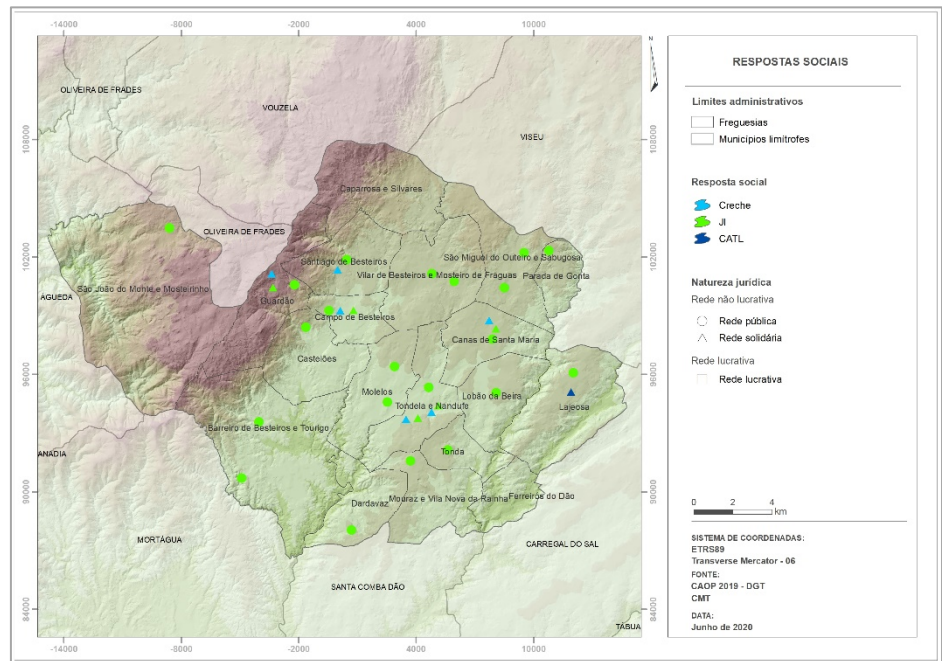 -14000
-8000
-2000
4000
10000
108000
102000
96000
90000
84000
108000
102000
96000
90000
84000
N
OLIVEIRA DE FRADES
VOUZELA
VISEU
Caparrosa e Silvares
OLIVEIRA DE FRADES
Santiago de Besteiros
São Miguel do Outeiro e Sabugosa
Vilar de Besteiros e Mosteiro de Fráguas
Parada de Gonta
ÁGUEDA
São João do Monte e Mosteirinho
Guardão
Campo de Besteiros
Canas de Santa Maria
Castelões
Molelos
Lobão da Beira
Tondela e Nandufe
Lajeosa
Barreiro de Besteiros e Tourigo
ANADIA
Tonda
Dardavaz
Mouraz e Vila Nova da Rainha
Ferreirós do Dão
MORTÁGUA
CARREGAL DO SAL
SANTA COMBA DÃO
TÁBUA
-14000
-8000
-2000
4000
10000
RESPOSTAS SOCIAIS
Limites administrativos
Freguesias
Municípios limítrofes
Resposta social
Creche
JI
CATL
Natureza jurídica
Rede não lucrativa
Rede pública
Rede solidária
Rede lucrativa
Rede lucrativa
0 2 4
km
SISTEMA DE COORDENADAS:
ETRS89
Transverse Mercator - 06
FONTE:
CAOP 2019 - DGT
CMT
DATA:
Junho de 2020